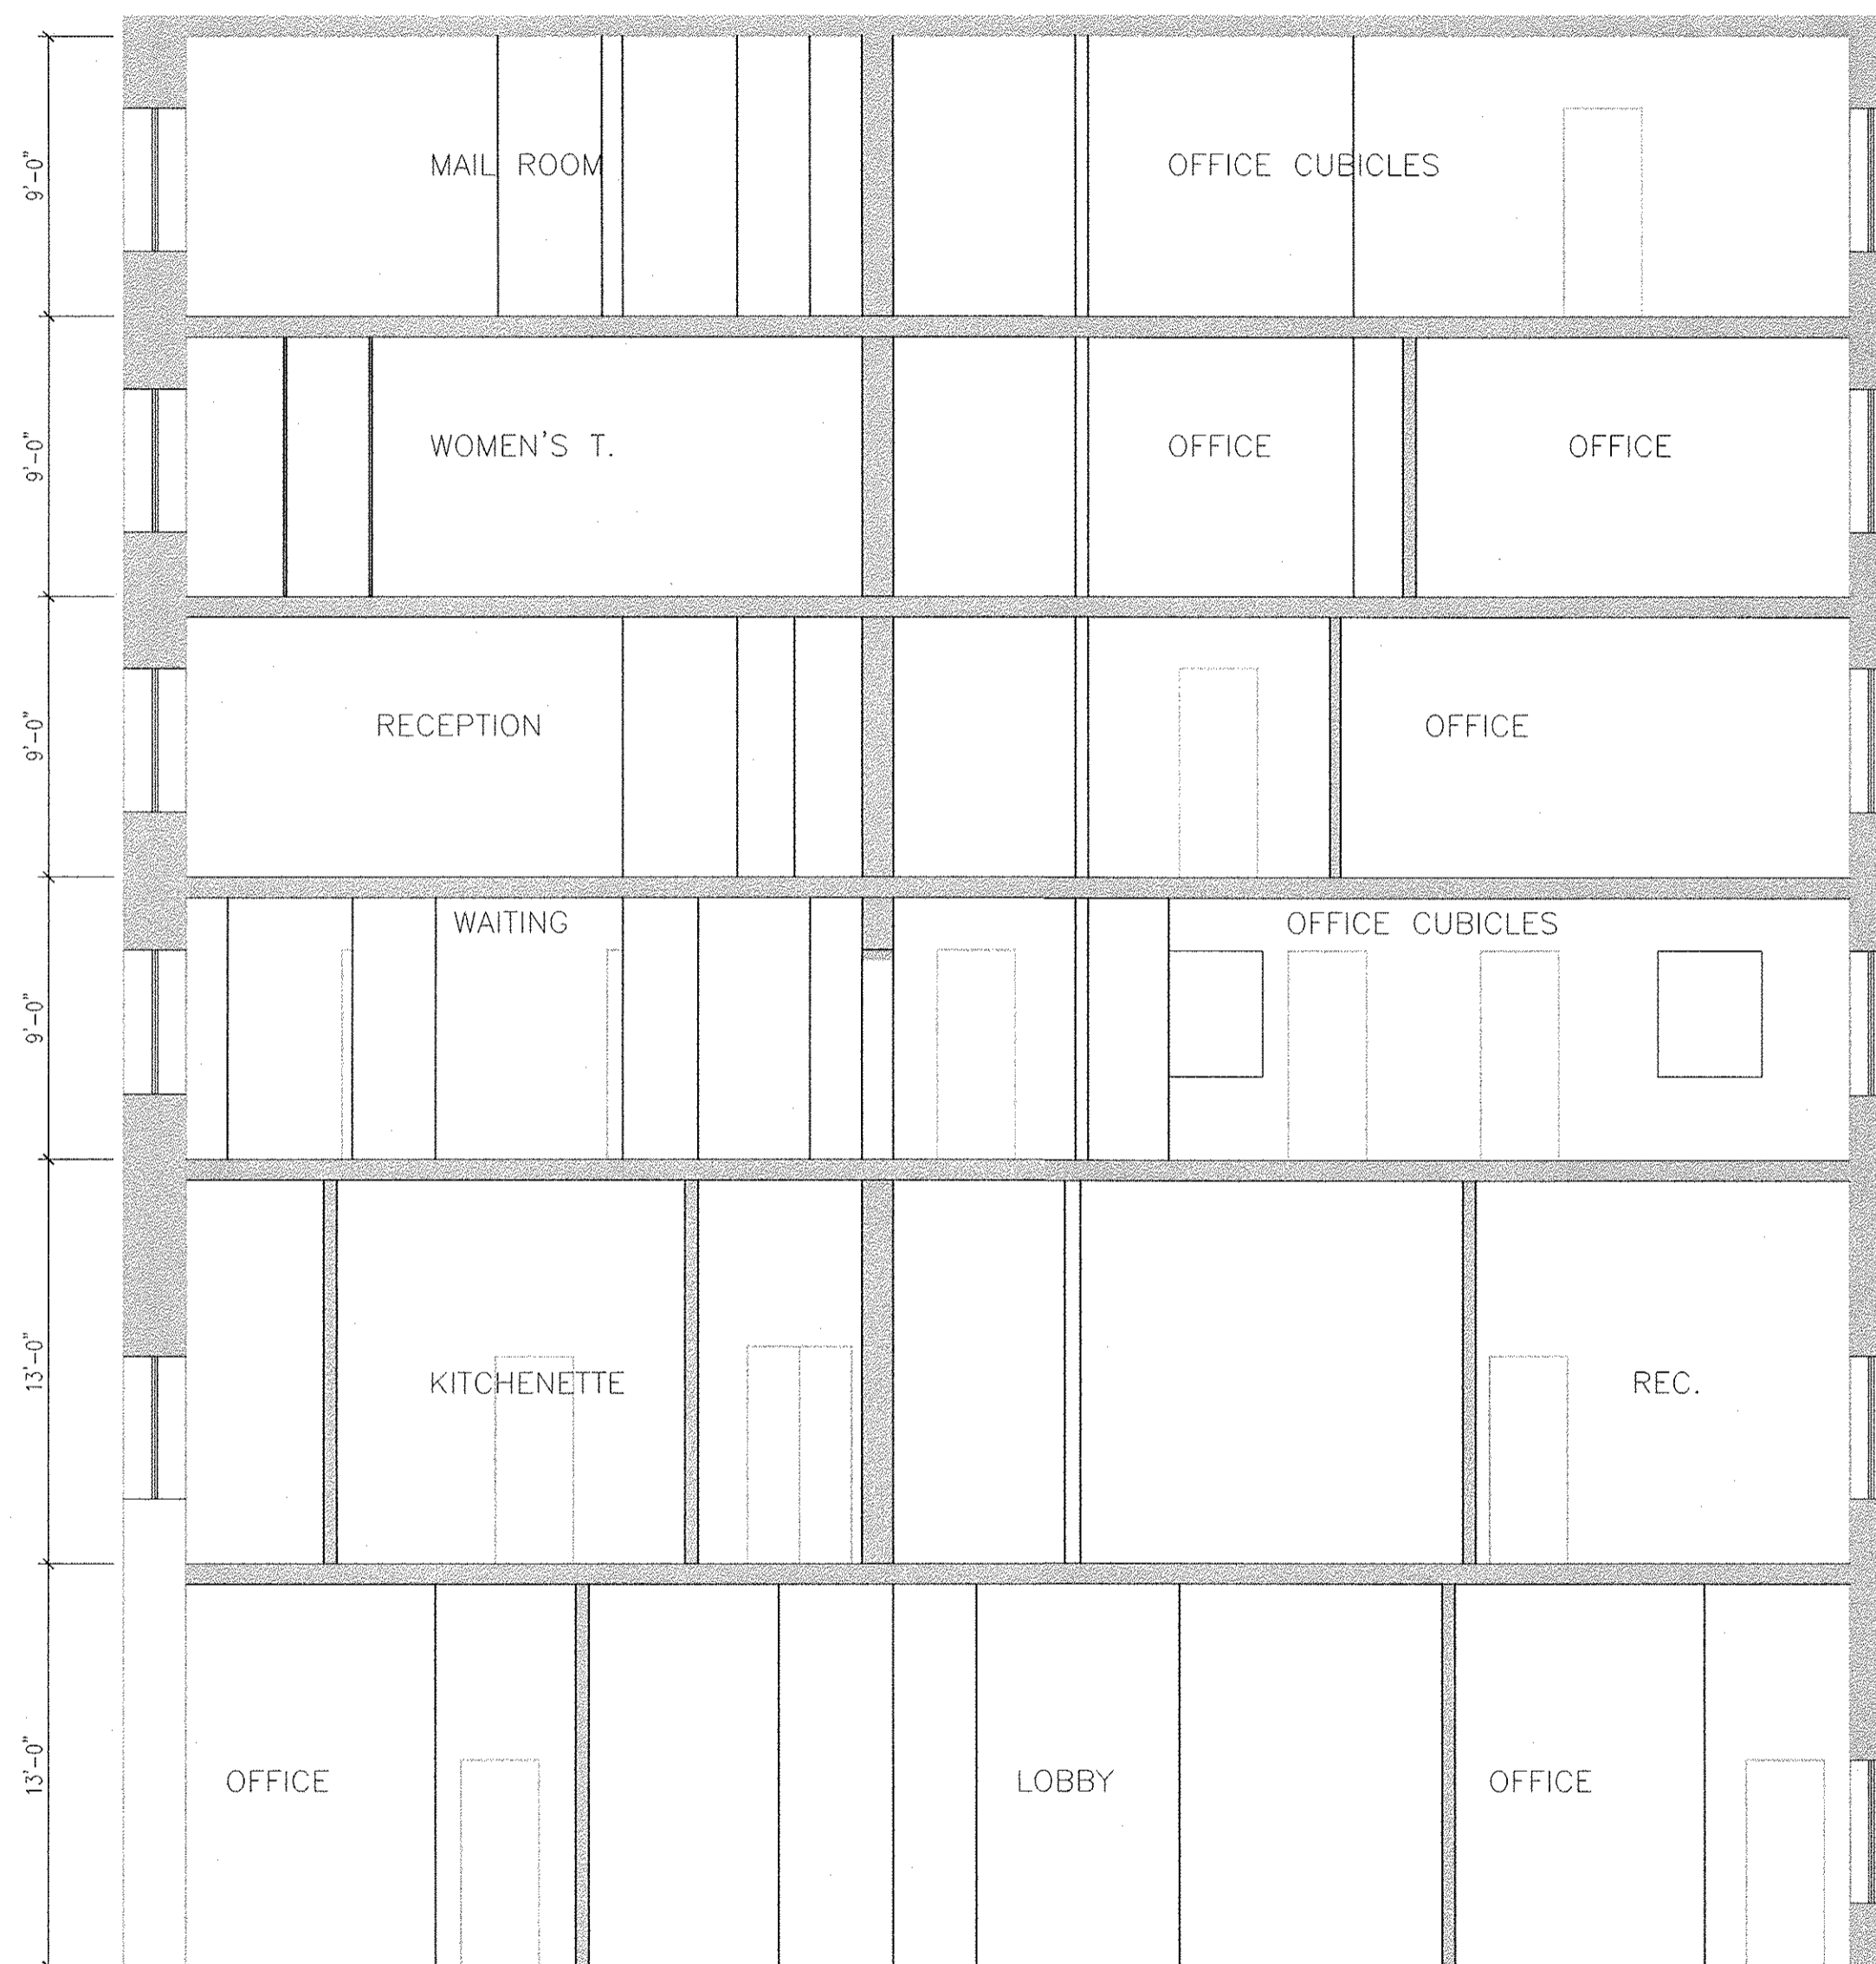 9'-0" MAIL ROOM OFFICE CUBICLES
9'-0" WOMEN'S T. OFFICE OFFICE
9'-0" RECEPTION OFFICE
WAITING OFFICE CUBICLES
9'-0"
13'-0" KITCHENETTE REC.
13'-0" OFFICE LOBBY OFFICE